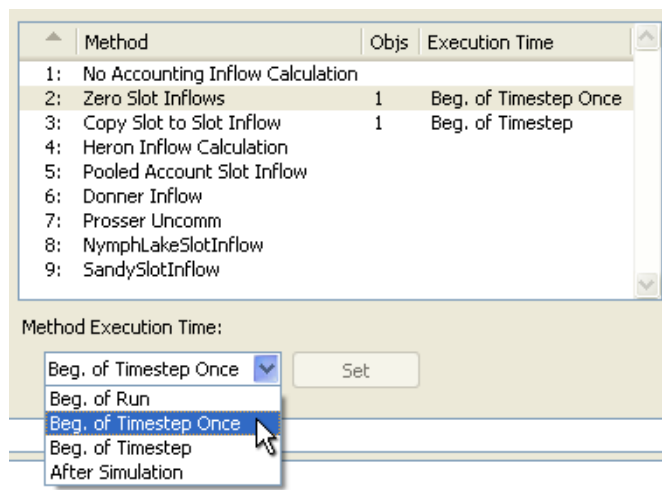 Method Objs Execution Time
1: No Accounting Inflow Calculation
2: Zero Slot Inflows 1 Beg. of Timestep Once
3: Copy Slot to Slot Inflow 1 Beg. of Timestep
4: Heron Inflow Calculation
5: Pooled Account Slot Inflow
6: Donner Inflow
7: Prosser Uncomm
8: NymphLakeSlotInflow
9: SandySlotInflow
Method Execution Time:
Beg. of Timestep Once Set
Beg. of Run
Beg. of Timestep Once
Beg. of Timestep
After Simulation